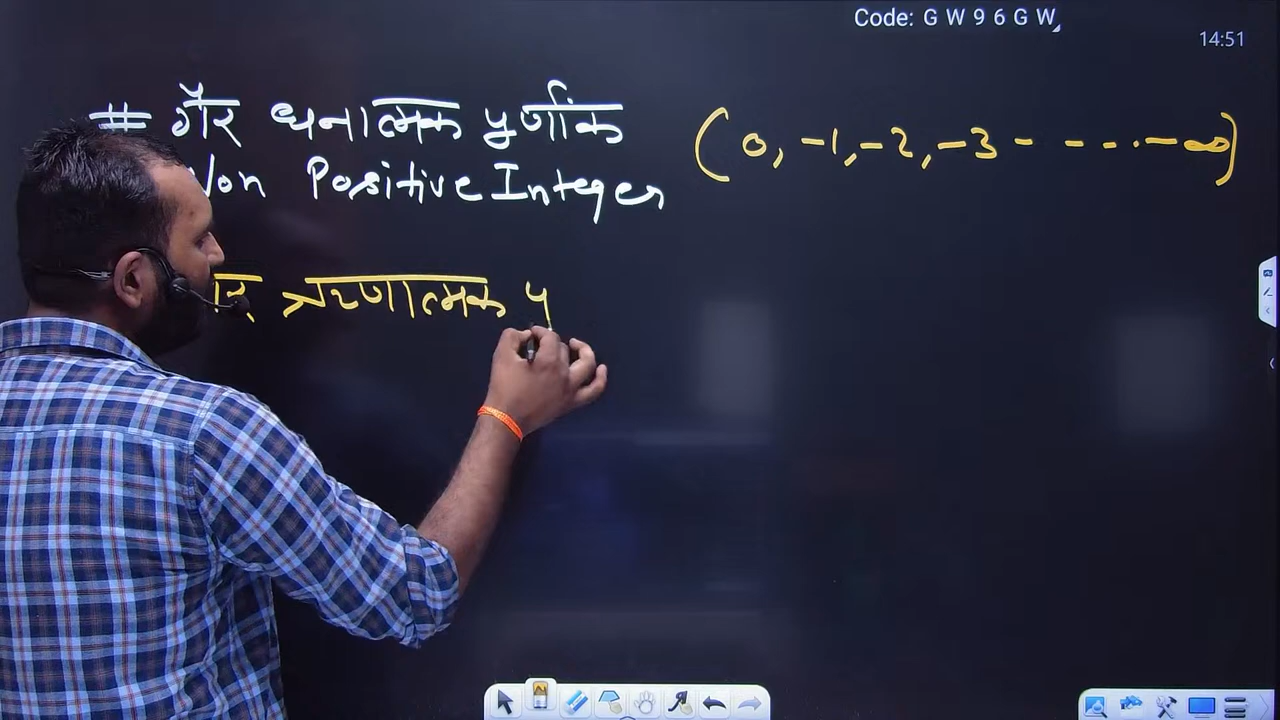 Code: G W 9 6 G W
14:51
# गैर धनात्मक पुर्णांक (0, -1, -2, -3 - - - . - ∞)
Non Positive Integer
ऋणात्मक पु